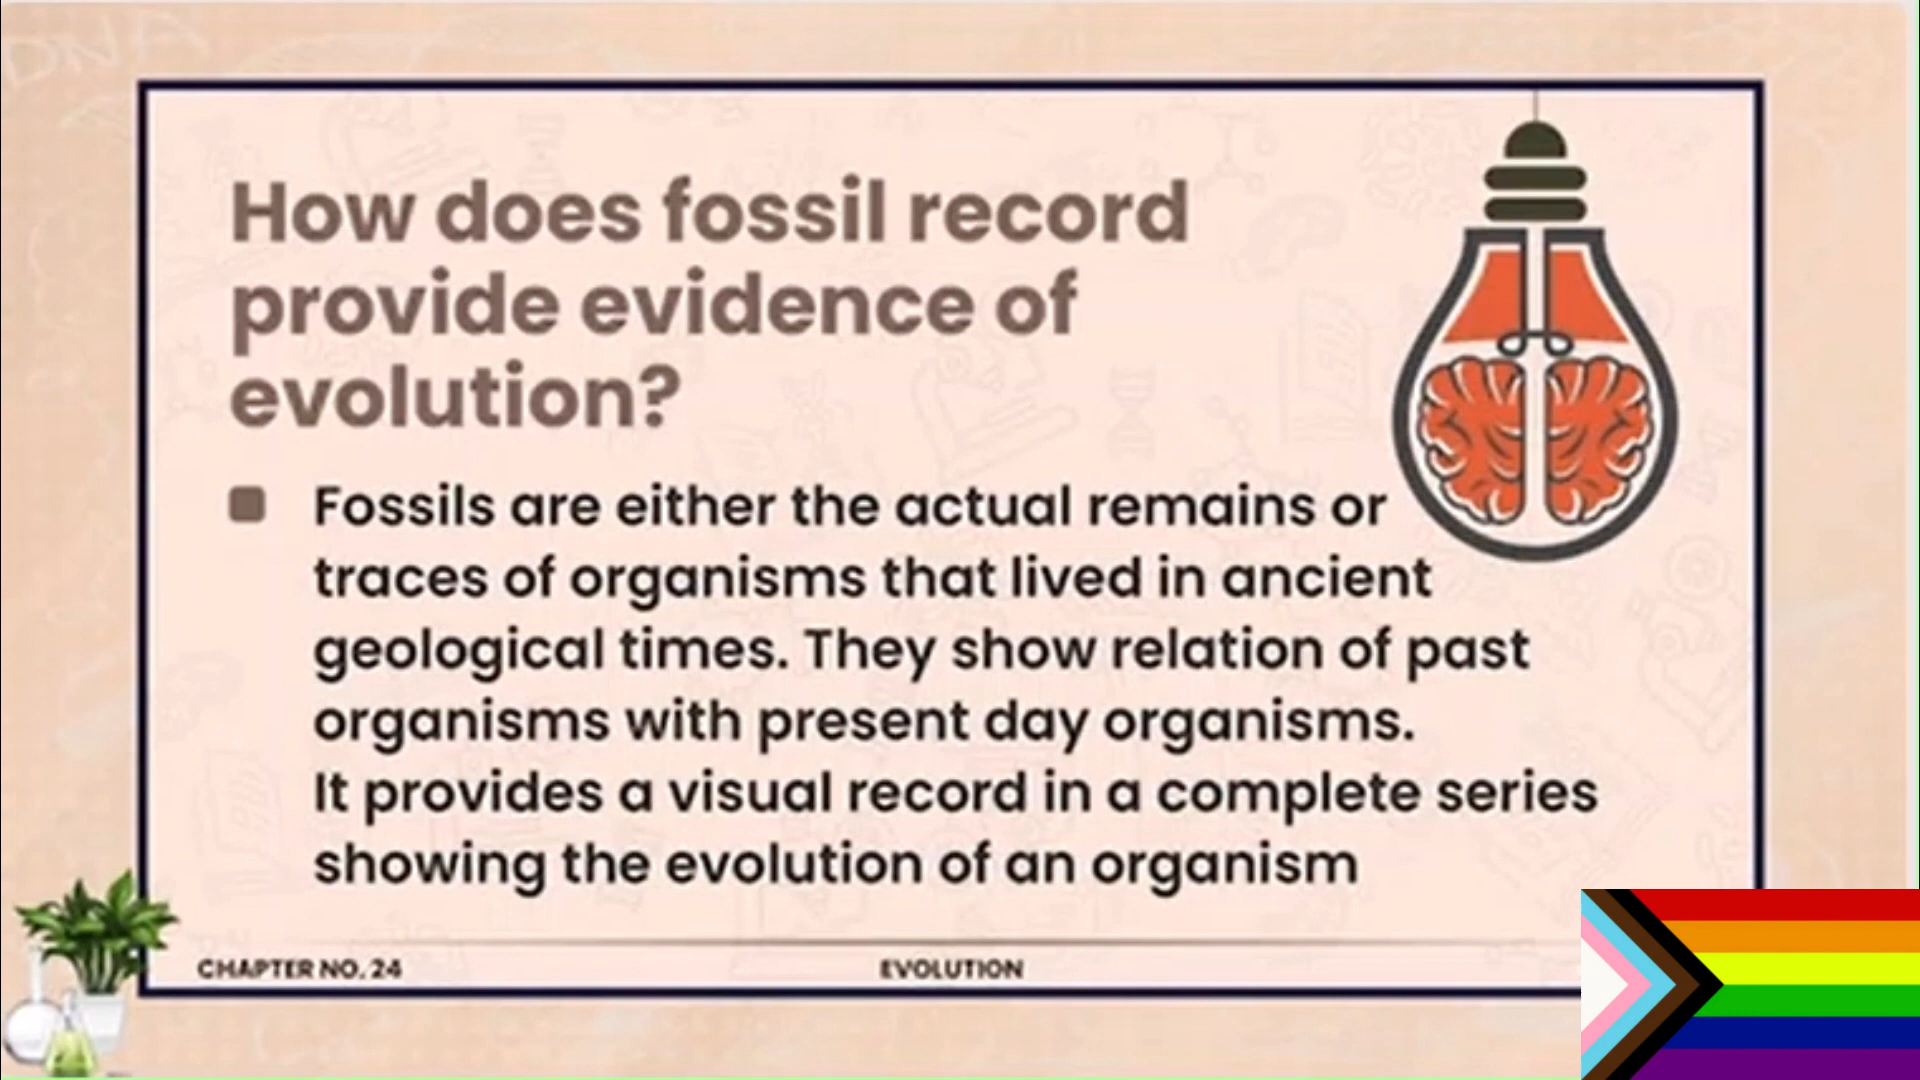 How does fossil record
provide evidence of
evolution?
Fossils are either the actual remains or
traces of organisms that lived in ancient
geological times. They show relation of past
organisms with present day organisms.
It provides a visual record in a complete series
showing the evolution of an organism
CHAPTER NO. 24
EVOLUTION
DNA